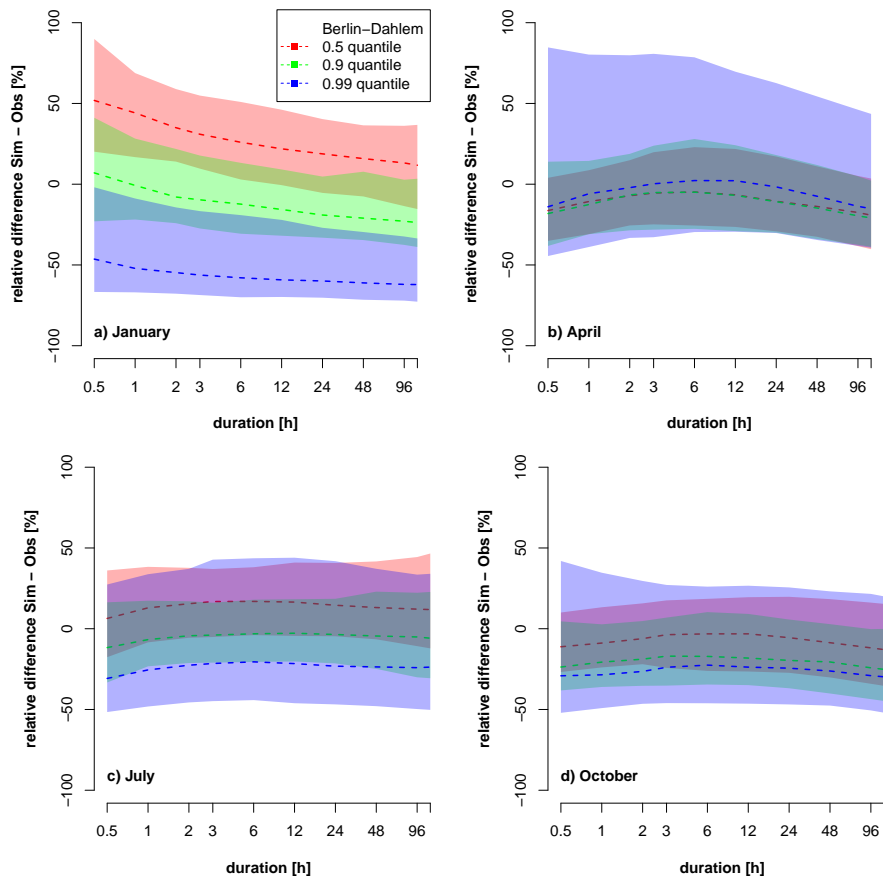 Berlin−Dahlem
0.5 quantile
0.9 quantile
0.99 quantile
relative difference Sim − Obs [%]
100
50
0
−50
−100
a) January
0.5 1 2 3 6 12 24 48 96
duration [h]
relative difference Sim − Obs [%]
100
50
0
−50
−100
b) April
0.5 1 2 3 6 12 24 48 96
duration [h]
relative difference Sim − Obs [%]
100
50
0
−50
−100
c) July
0.5 1 2 3 6 12 24 48 96
duration [h]
relative difference Sim − Obs [%]
100
50
0
−50
−100
d) October
0.5 1 2 3 6 12 24 48 96
duration [h]